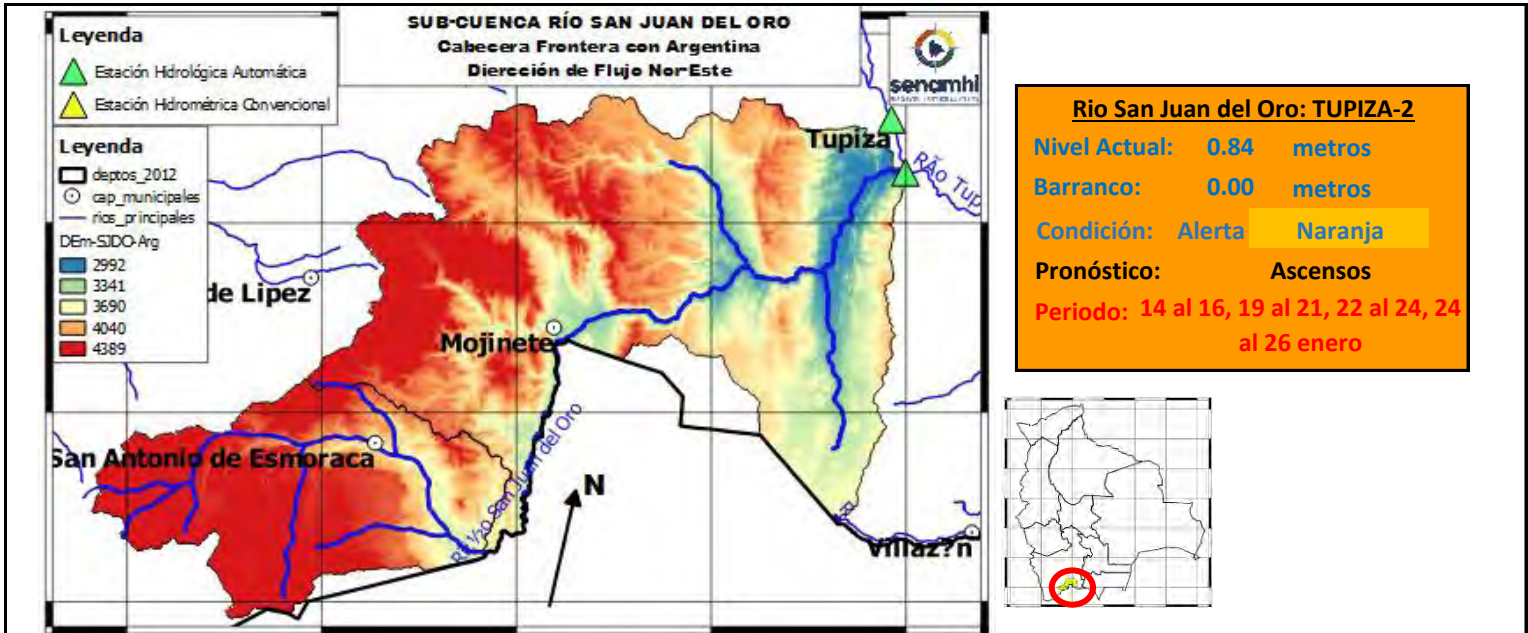 SUB-CUENCA RÍO SAN JUAN DEL ORO
Cabecera Frontera con Argentina
Diercción de Flujo Nor-Este
Leyenda
Estación Hidrológica Automática
Estación Hidrométrica Convencional
Leyenda
deptos_2012
cap_municipales
rios_principales
DEm-SJDO-Arg
2992
3341
3690
4040
4389
senamhi
Tupiza
RÃ­o Tup
de Lipez
Mojinete
San Antonio de Esmoraca
San Juan del Oro
N
Villaz?n
Rio San Juan del Oro: TUPIZA-2
Nivel Actual: 0.84 metros
Barranco: 0.00 metros
Condición: Alerta Naranja
Pronóstico: Ascensos
Periodo: 14 al 16, 19 al 21, 22 al 24, 24
al 26 enero